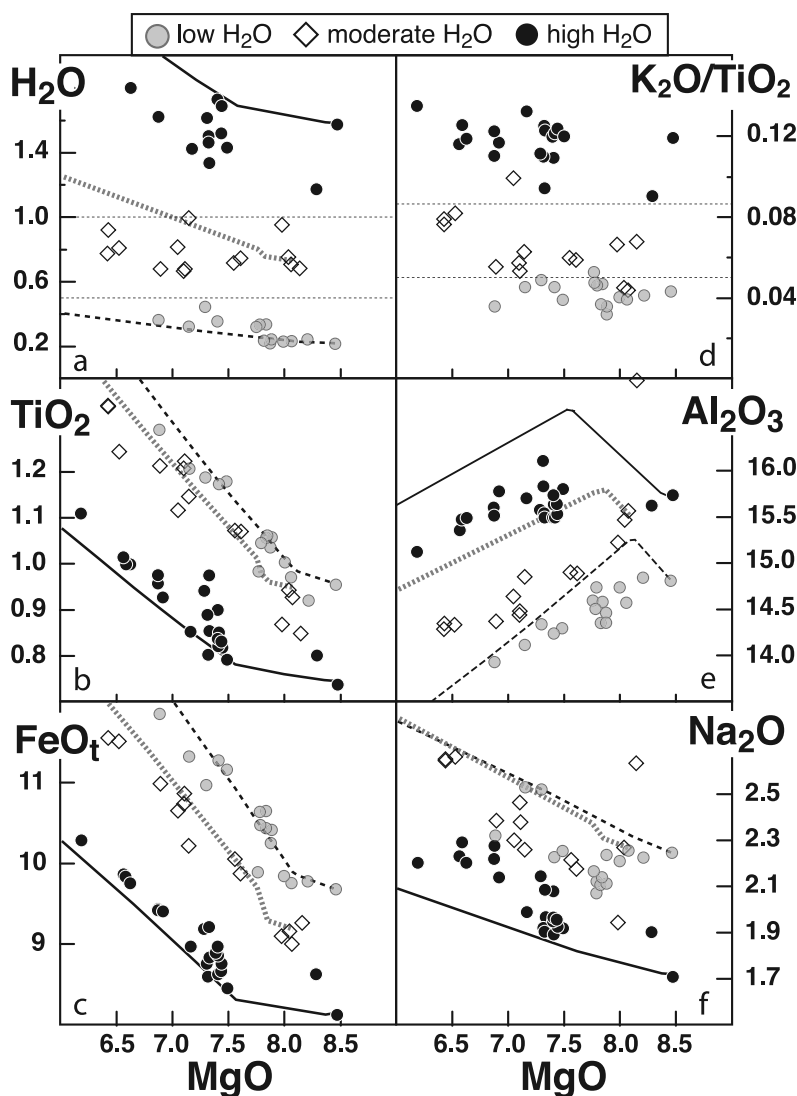 low H₂O moderate H₂O high H₂O
H₂O
1.4
1.0
0.6
0.2
a
K₂O/TiO₂
0.12
0.08
0.04
d
TiO₂
1.2
1.1
1.0
0.9
0.8
b
Al₂O₃
16.0
15.5
15.0
14.5
14.0
e
FeOₜ
11
10
9
c
Na₂O
2.5
2.3
2.1
1.9
1.7
f
6.5 7.0 7.5 8.0 6.5 7.0 7.5 8.0 8.5
MgO MgO